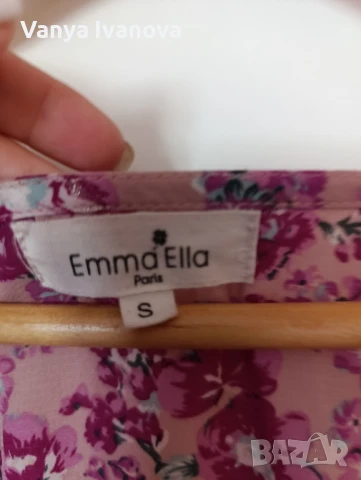 Vanya Ivanova
Emma Ella
Paris
S
BAZAR